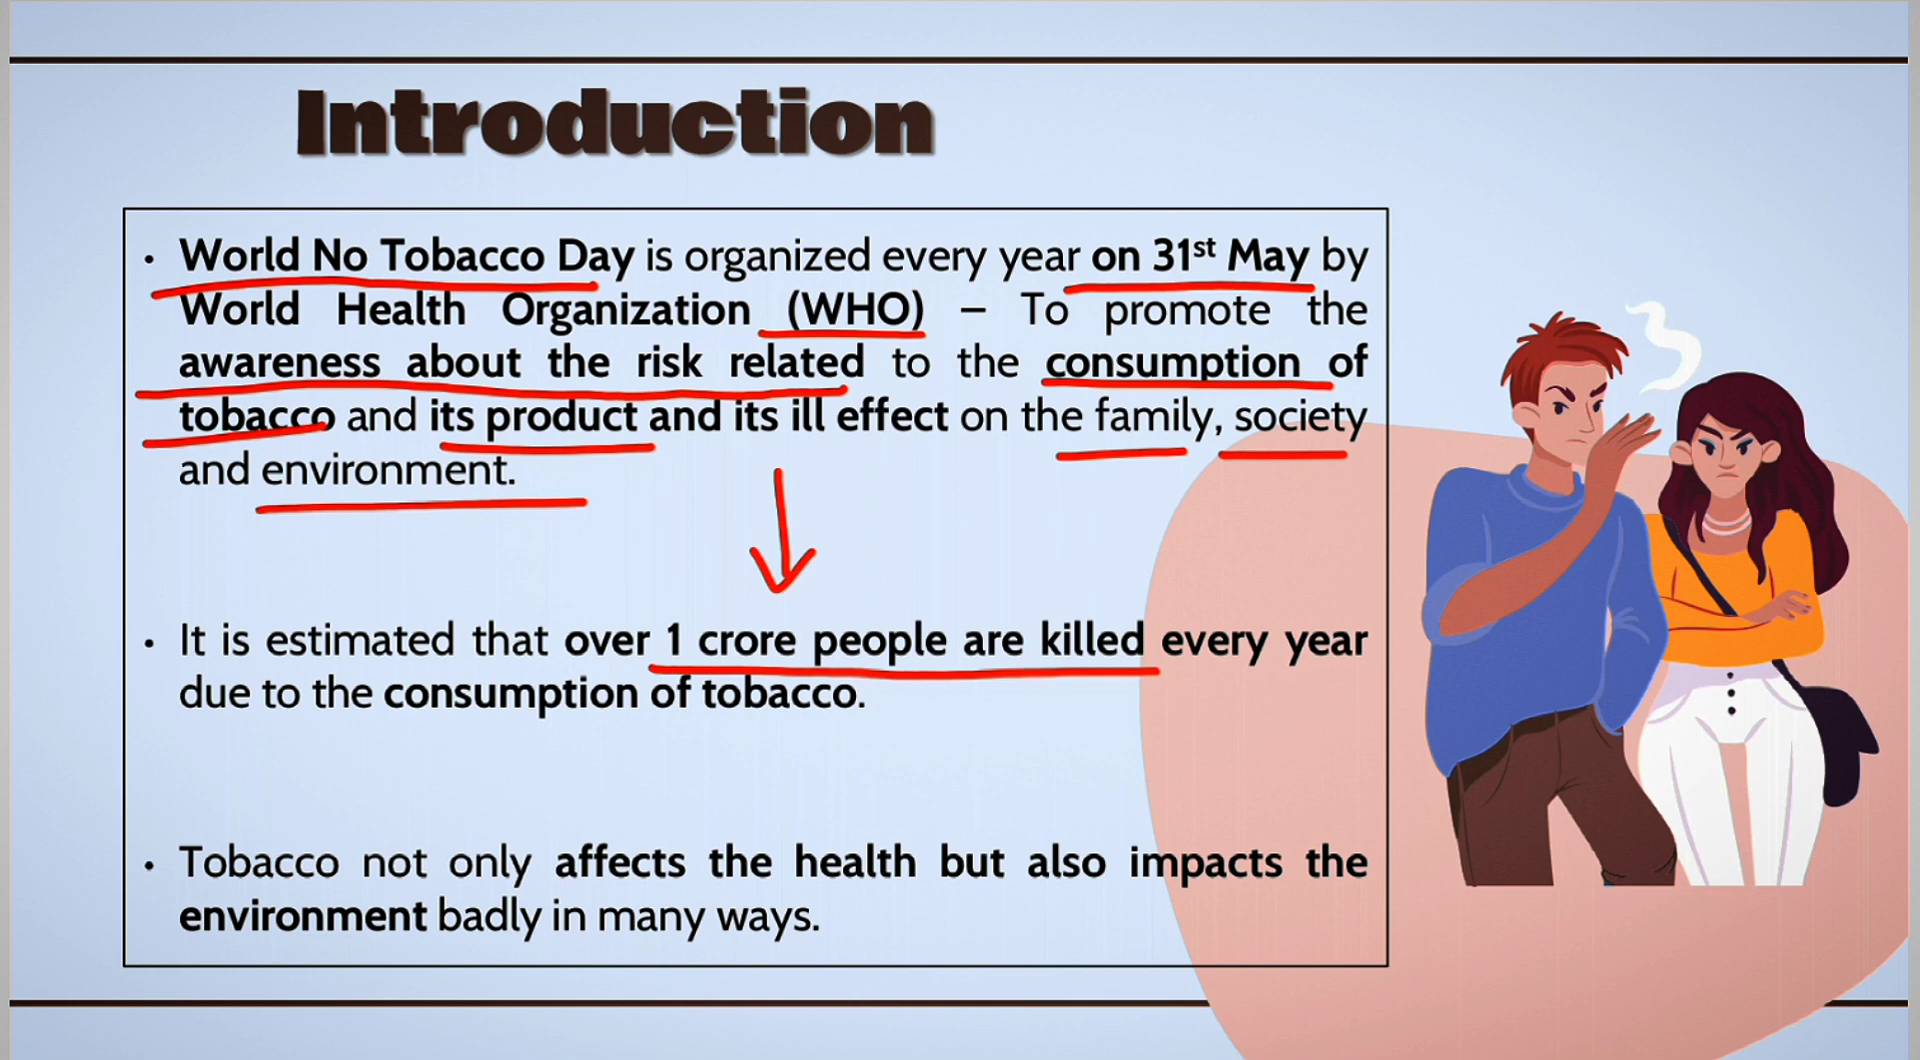 Introduction
• World No Tobacco Day is organized every year on 31st May by
World Health Organization (WHO) – To promote the
awareness about the risk related to the consumption of
tobacco and its product and its ill effect on the family, society
and environment.
• It is estimated that over 1 crore people are killed every year
due to the consumption of tobacco.
• Tobacco not only affects the health but also impacts the
environment badly in many ways.